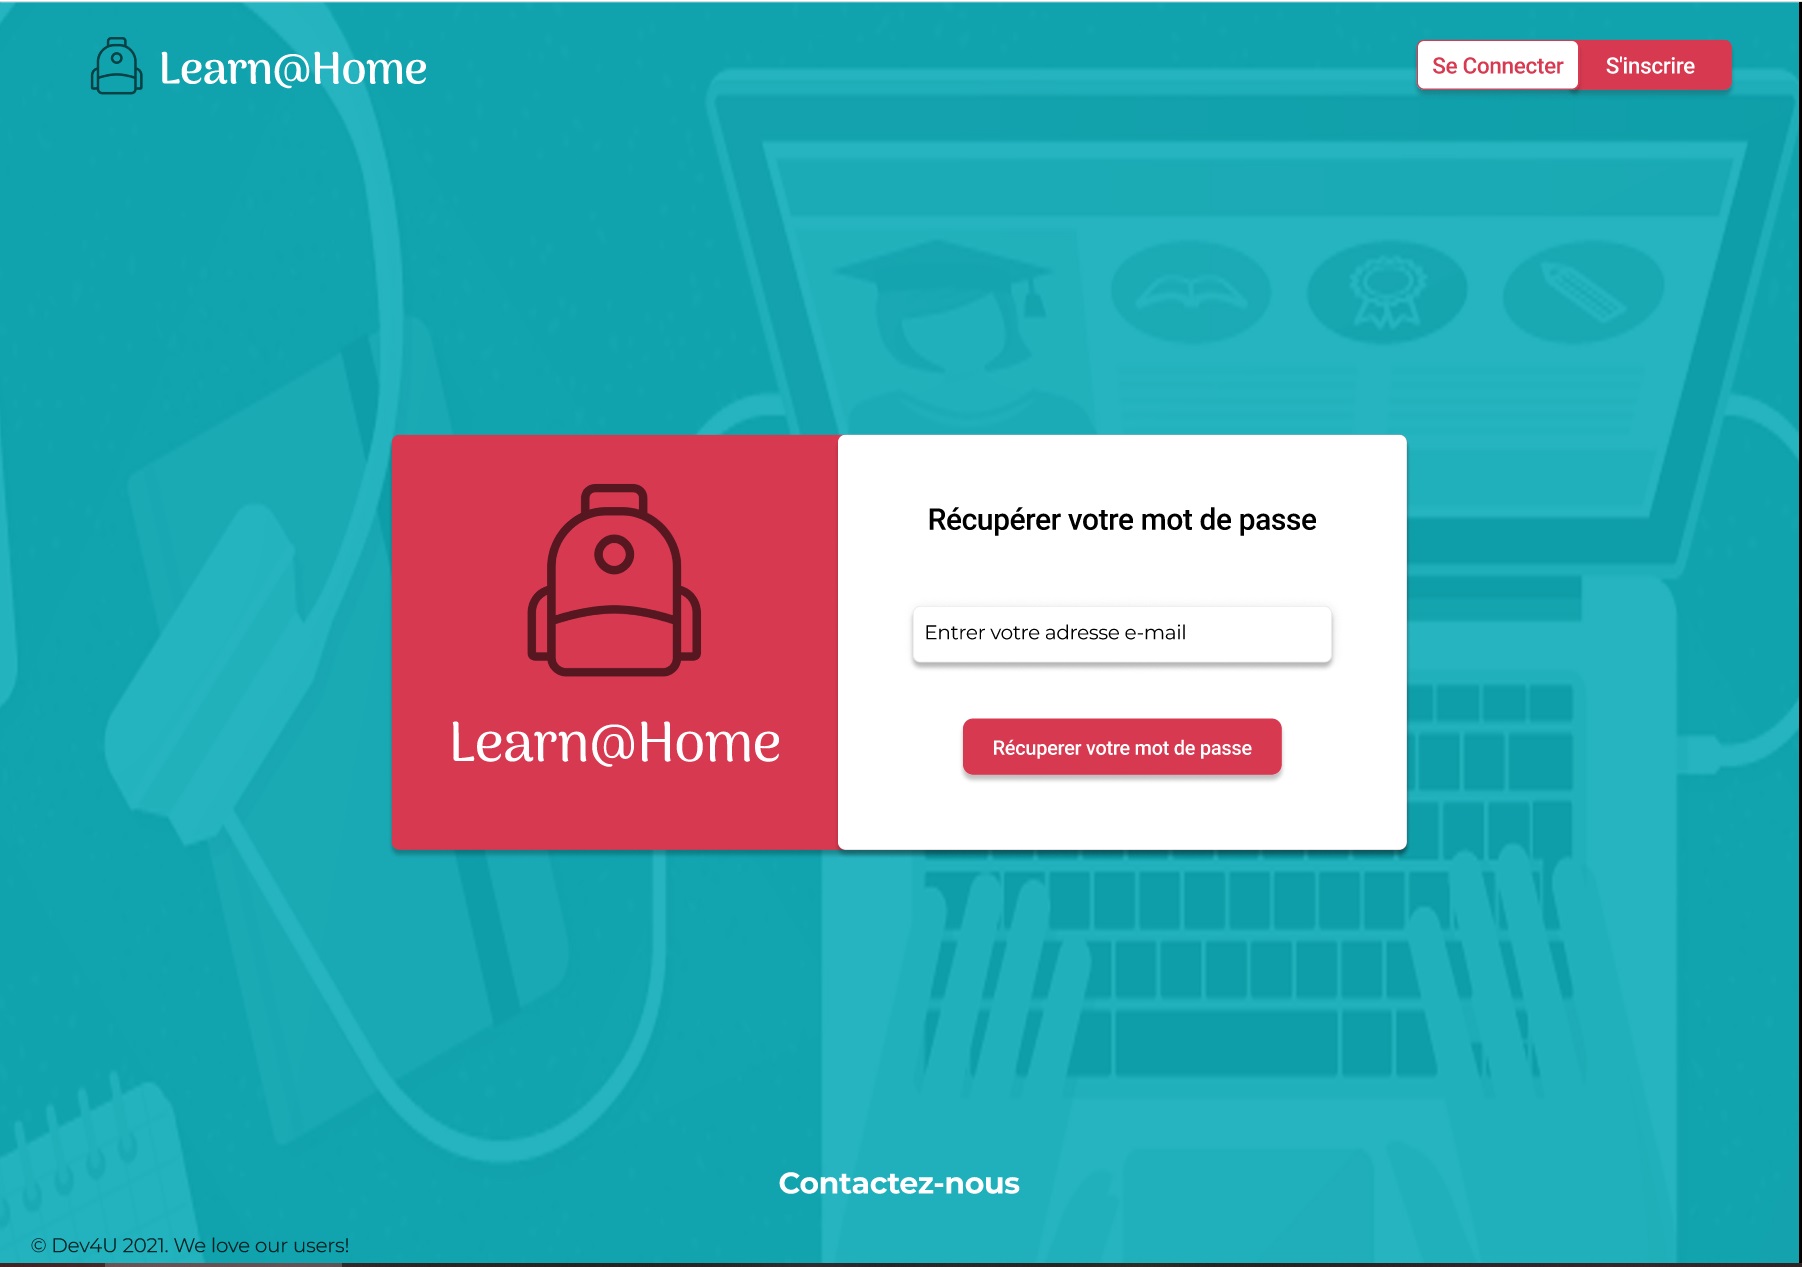 Learn@Home
Se Connecter
S'inscrire
Récupérer votre mot de passe
Entrer votre adresse e-mail
Récuperer votre mot de passe
Learn@Home
Contactez-nous
© Dev4U 2021. We love our users!